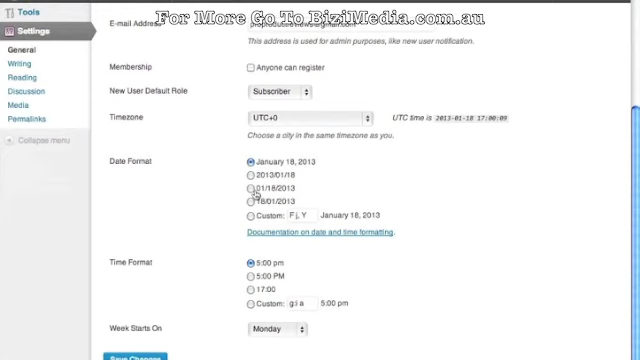 For More Go To BiziMedia.com.au
Tools
Settings
General
Writing
Reading
Discussion
Media
Permalinks
Collapse menu
E-mail Address
This address is used for admin purposes, like new user notification.
Membership
Anyone can register
New User Default Role
Subscriber
Timezone
UTC+0
UTC time is 2013-01-18 17:00:09
Choose a city in the same timezone as you.
Date Format
January 18, 2013
2013/01/18
01/18/2013
18/01/2013
Custom: F j, Y January 18, 2013
Documentation on date and time formatting.
Time Format
5:00 pm
5:00 PM
17:00
Custom: g:i a 5:00 pm
Week Starts On
Monday
Save Changes